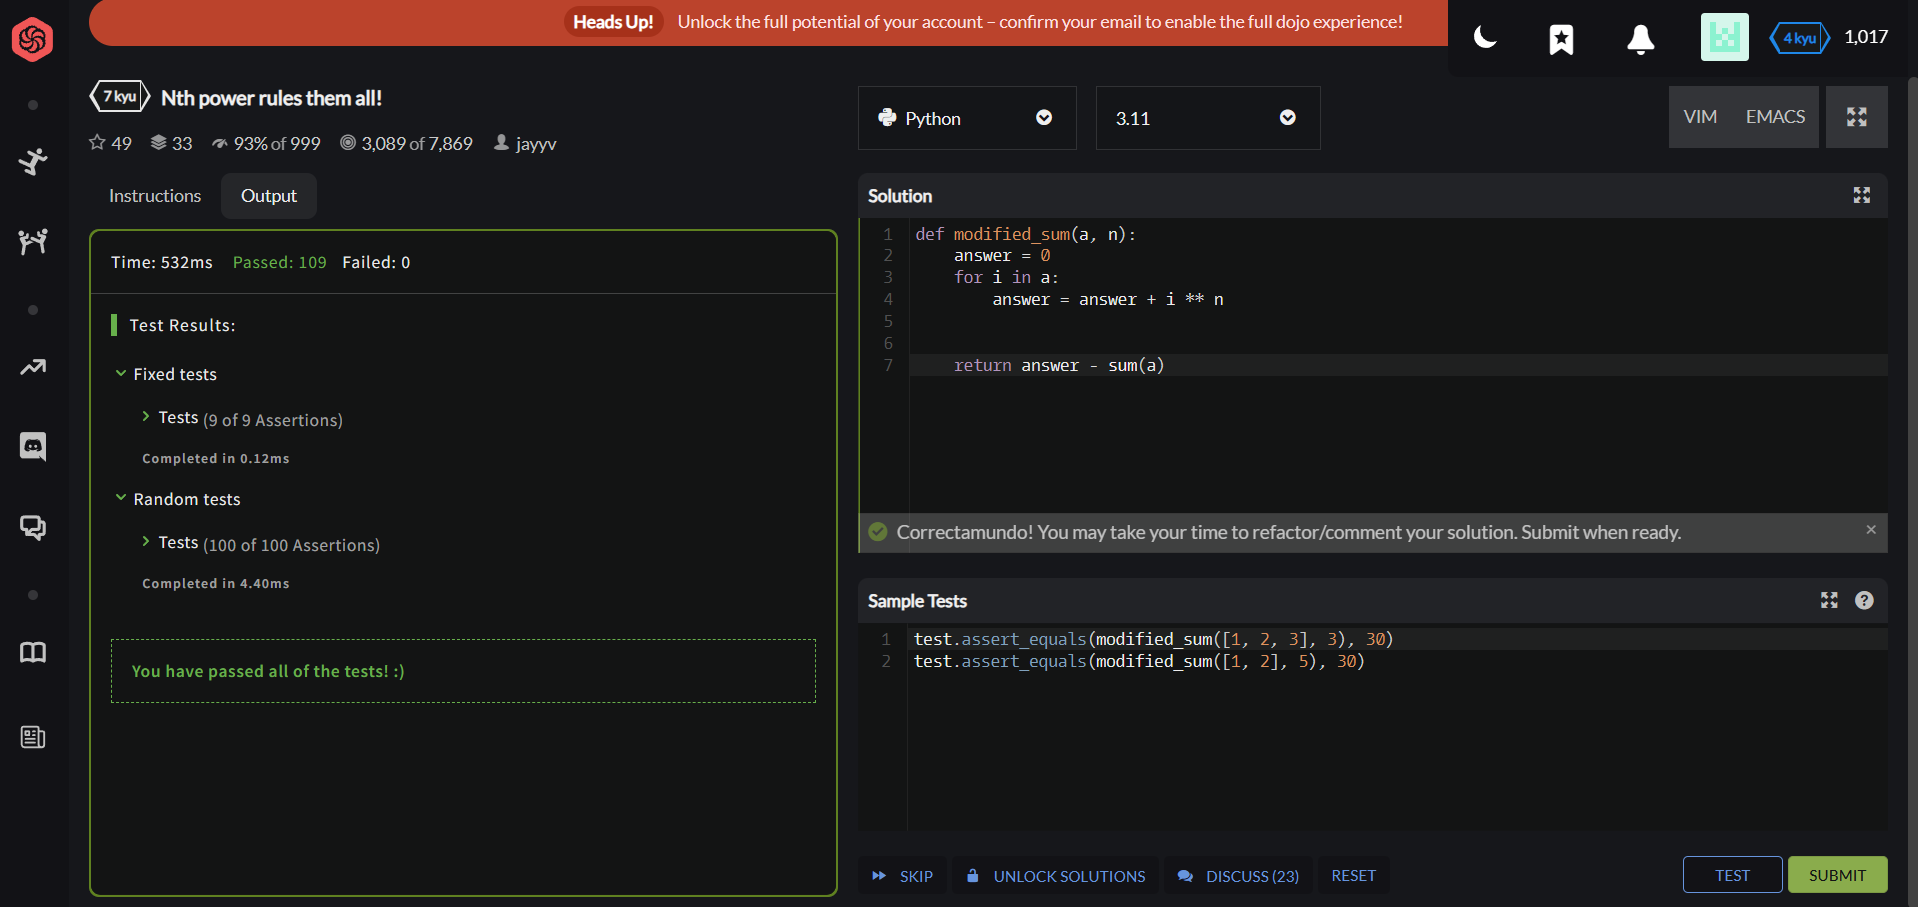 Heads Up! Unlock the full potential of your account – confirm your email to enable the full dojo experience!
4 kyu 1,017
7 kyu Nth power rules them all!
49 33 93% of 999 3,089 of 7,869 jayyv
Python 3.11
VIM EMACS
Instructions Output
Time: 532ms Passed: 109 Failed: 0
Test Results:
Fixed tests
Tests (9 of 9 Assertions)
Completed in 0.12ms
Random tests
Tests (100 of 100 Assertions)
Completed in 4.40ms
You have passed all of the tests! :)
Solution
1 def modified_sum(a, n):
2     answer = 0
3     for i in a:
4         answer = answer + i ** n
5
6
7     return answer - sum(a)
Correctamundo! You may take your time to refactor/comment your solution. Submit when ready. ×
Sample Tests ?
1 test.assert_equals(modified_sum([1, 2, 3], 3), 30)
2 test.assert_equals(modified_sum([1, 2], 5), 30)
SKIP UNLOCK SOLUTIONS DISCUSS (23) RESET TEST SUBMIT